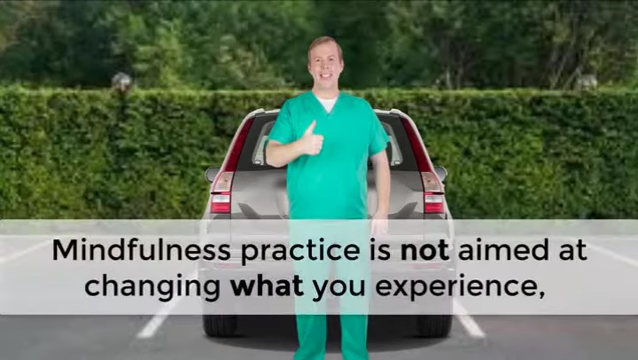 Mindfulness practice is not aimed at
changing what you experience,